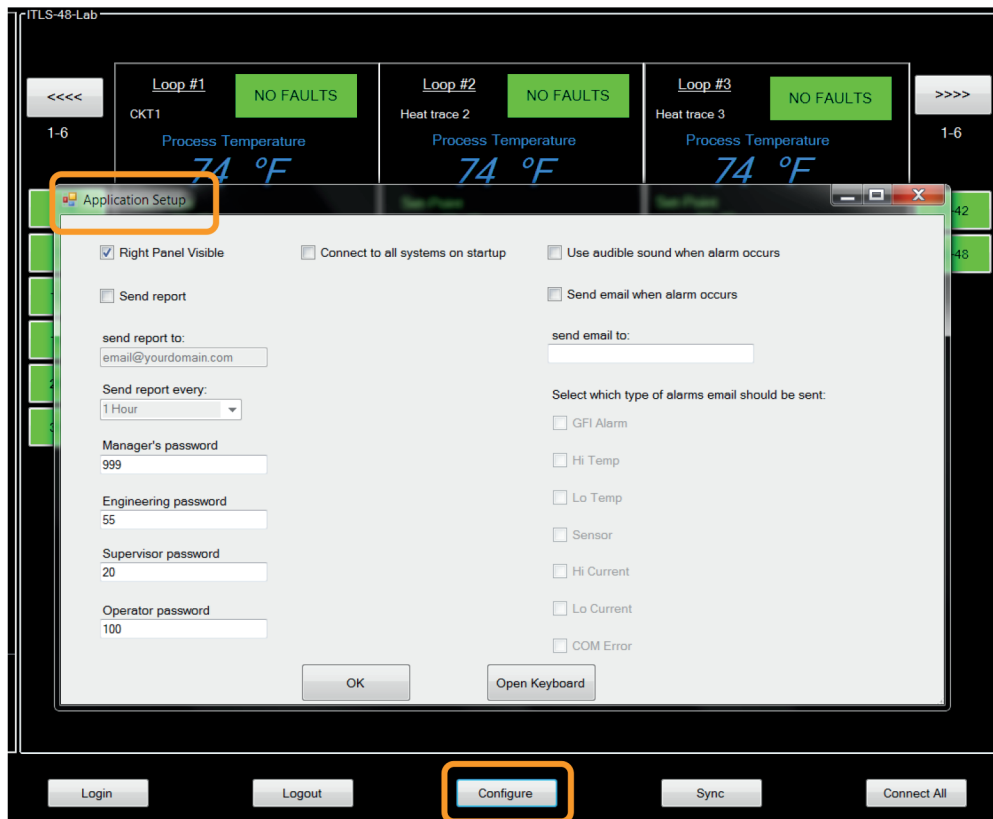 ITLS-48-Lab
<<<<
1-6
Loop #1
NO FAULTS
CKT1
Process Temperature
74 °F
Loop #2
NO FAULTS
Heat trace 2
Process Temperature
74 °F
Loop #3
NO FAULTS
Heat trace 3
Process Temperature
74 °F
>>>>
1-6
Application Setup
Set-Point
Set-Point
-42
-48
Right Panel Visible
Connect to all systems on startup
Use audible sound when alarm occurs
Send report
Send email when alarm occurs
send report to:
email@yourdomain.com
send email to:
Send report every:
1 Hour
Select which type of alarms email should be sent:
GFI Alarm
Manager's password
999
Hi Temp
Engineering password
55
Lo Temp
Sensor
Supervisor password
20
Hi Current
Operator password
100
Lo Current
COM Error
OK
Open Keyboard
Login
Logout
Configure
Sync
Connect All